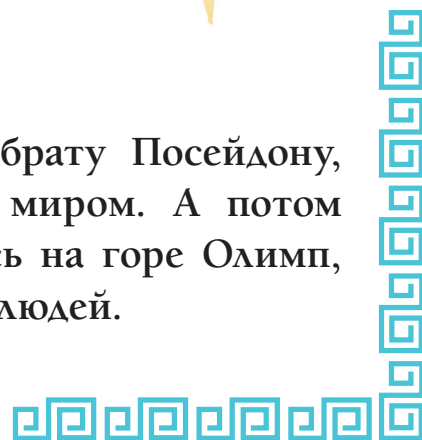 брату Посейдону,
миром. А потом
на горе Олимп,
людей.